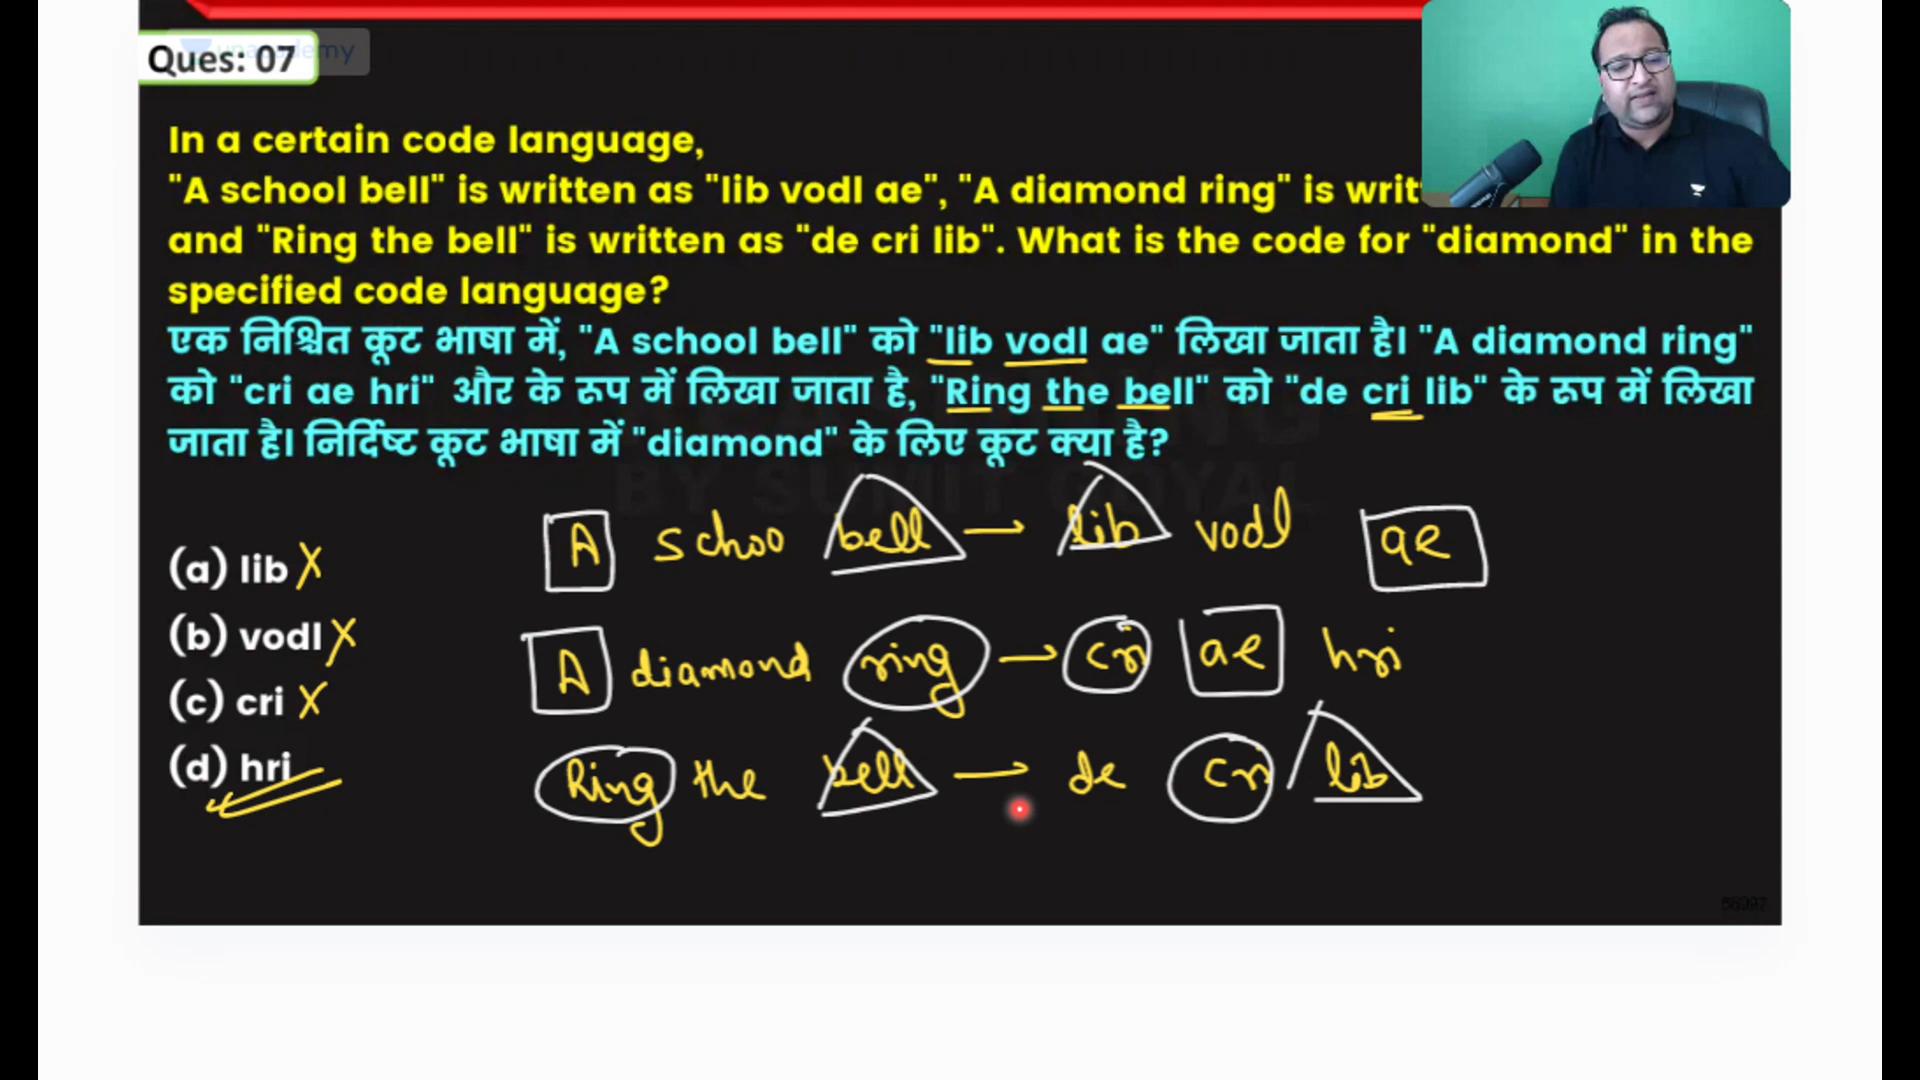 Ques: 07
In a certain code language,
"A school bell" is written as "lib vodl ae", "A diamond ring" is writt
and "Ring the bell" is written as "de cri lib". What is the code for "diamond" in the
specified code language?
एक निश्चित कूट भाषा में, "A school bell" को "lib vodl ae" लिखा जाता है। "A diamond ring"
को "cri ae hri" और के रूप में लिखा जाता है, "Ring the bell" को "de cri lib" के रूप में लिखा
जाता है। निर्दिष्ट कूट भाषा में "diamond" के लिए कूट क्या है?
BY SUMIT GOYAL
A schoo bell → lib vodl ae
(a) lib X
(b) vodl X
A diamond ring → cri ae hri
(c) cri X
(d) hri
Ring the bell → de cri lib